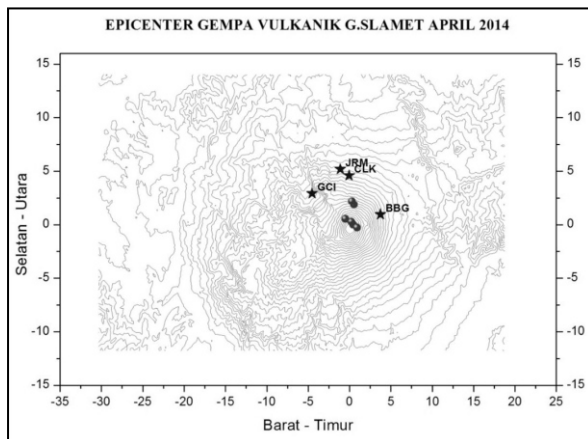 EPICENTER GEMPA VULKANIK G.SLAMET APRIL 2014
15
15
10
10
JRM
CLK
5
5
GCI
BBG
Selatan - Utara
0
0
-5
-5
-10
-10
-15
-15
-35 -30 -25 -20 -15 -10 -5 0 5 10 15 20 25
Barat - Timur